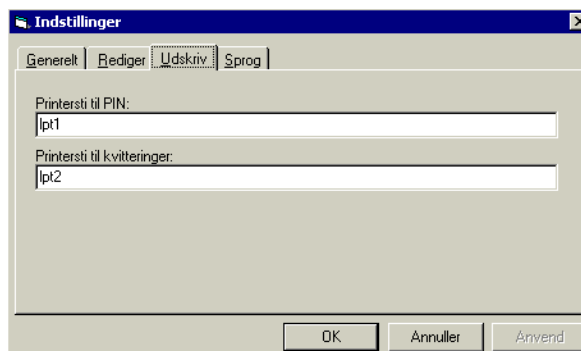 Indstillinger
Generelt Rediger Udskriv Sprog
Printersti til PIN:
lpt1
Printersti til kvitteringer:
lpt2
OK Annuller Anvend